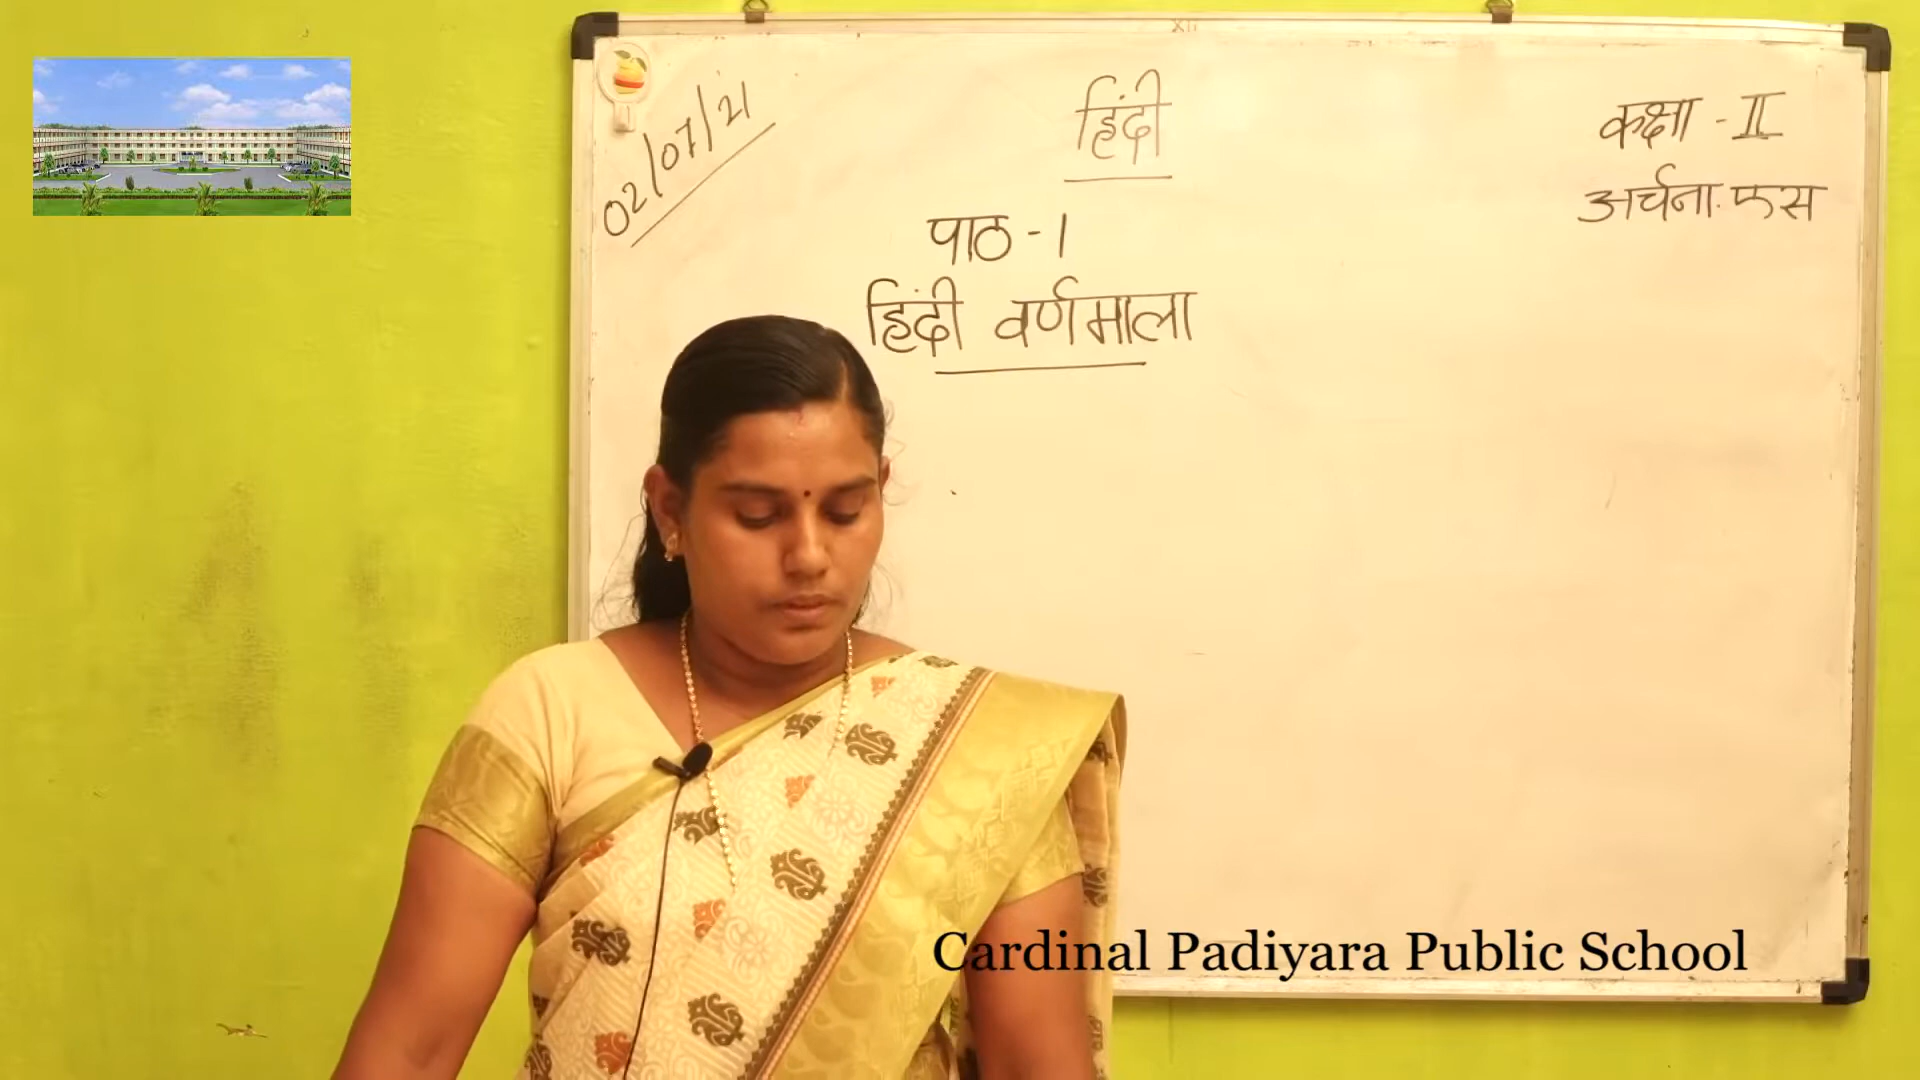 02/07/21
हिंदी
कक्षा - II
अर्चना. एस
पाठ - 1
हिंदी वर्णमाला
Cardinal Padiyara Public School